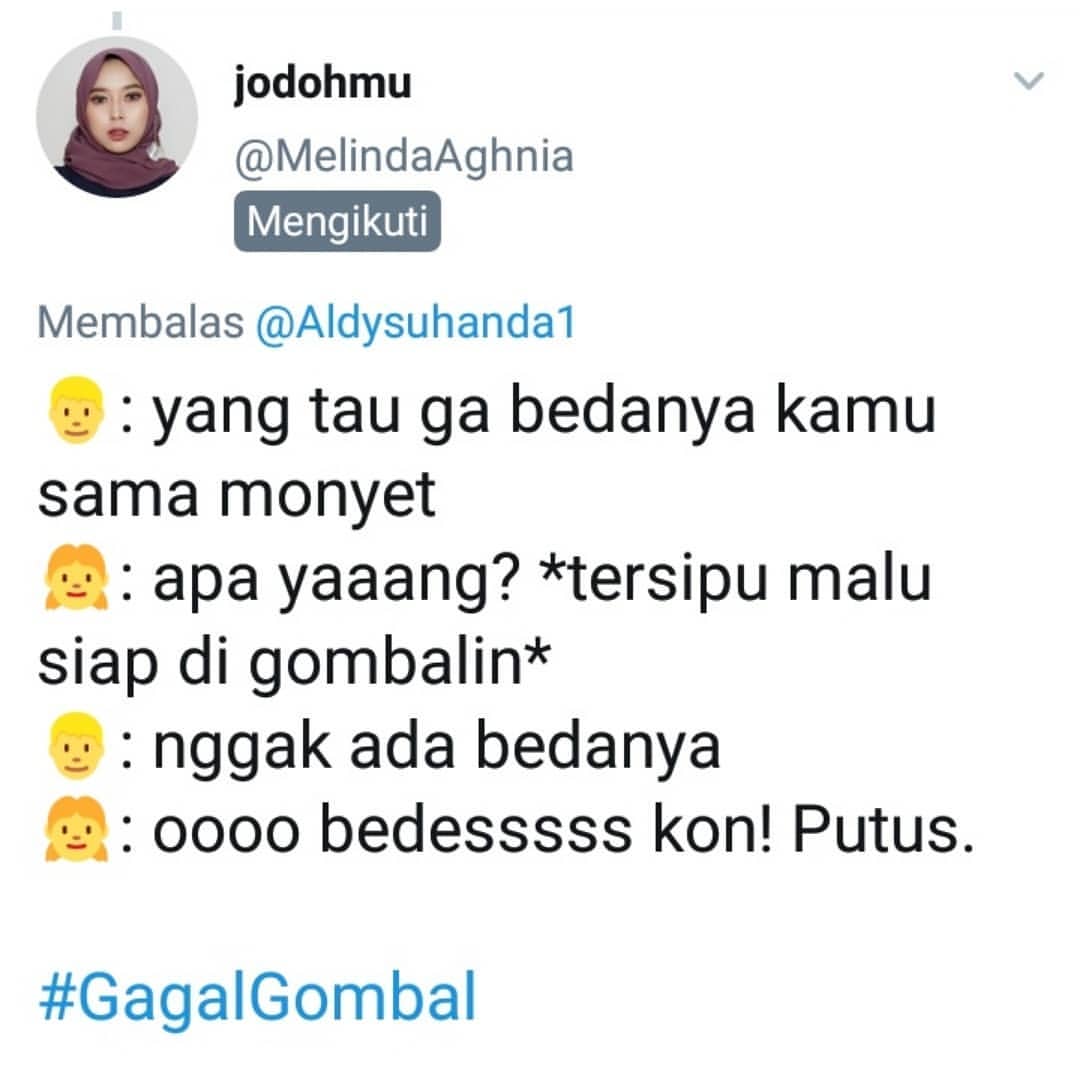 jodohmu
@MelindaAghnia
Mengikuti
Membalas @Aldysuhanda1
👱‍♂️: yang tau ga bedanya kamu
sama monyet
👧: apa yaaang? *tersipu malu
siap di gombalin*
👱‍♂️: nggak ada bedanya
👧: oooo bedesssss kon! Putus.
#GagalGombal